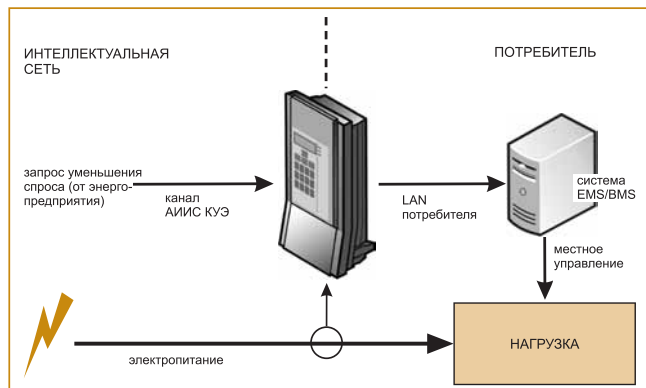 ИНТЕЛЛЕКТУАЛЬНАЯ
СЕТЬ
ПОТРЕБИТЕЛЬ
запрос уменьшения
спроса (от энерго-
предприятия)
канал
АИИС КУЭ
LAN
потребителя
система
EMS/BMS
местное
управление
электропитание
НАГРУЗКА